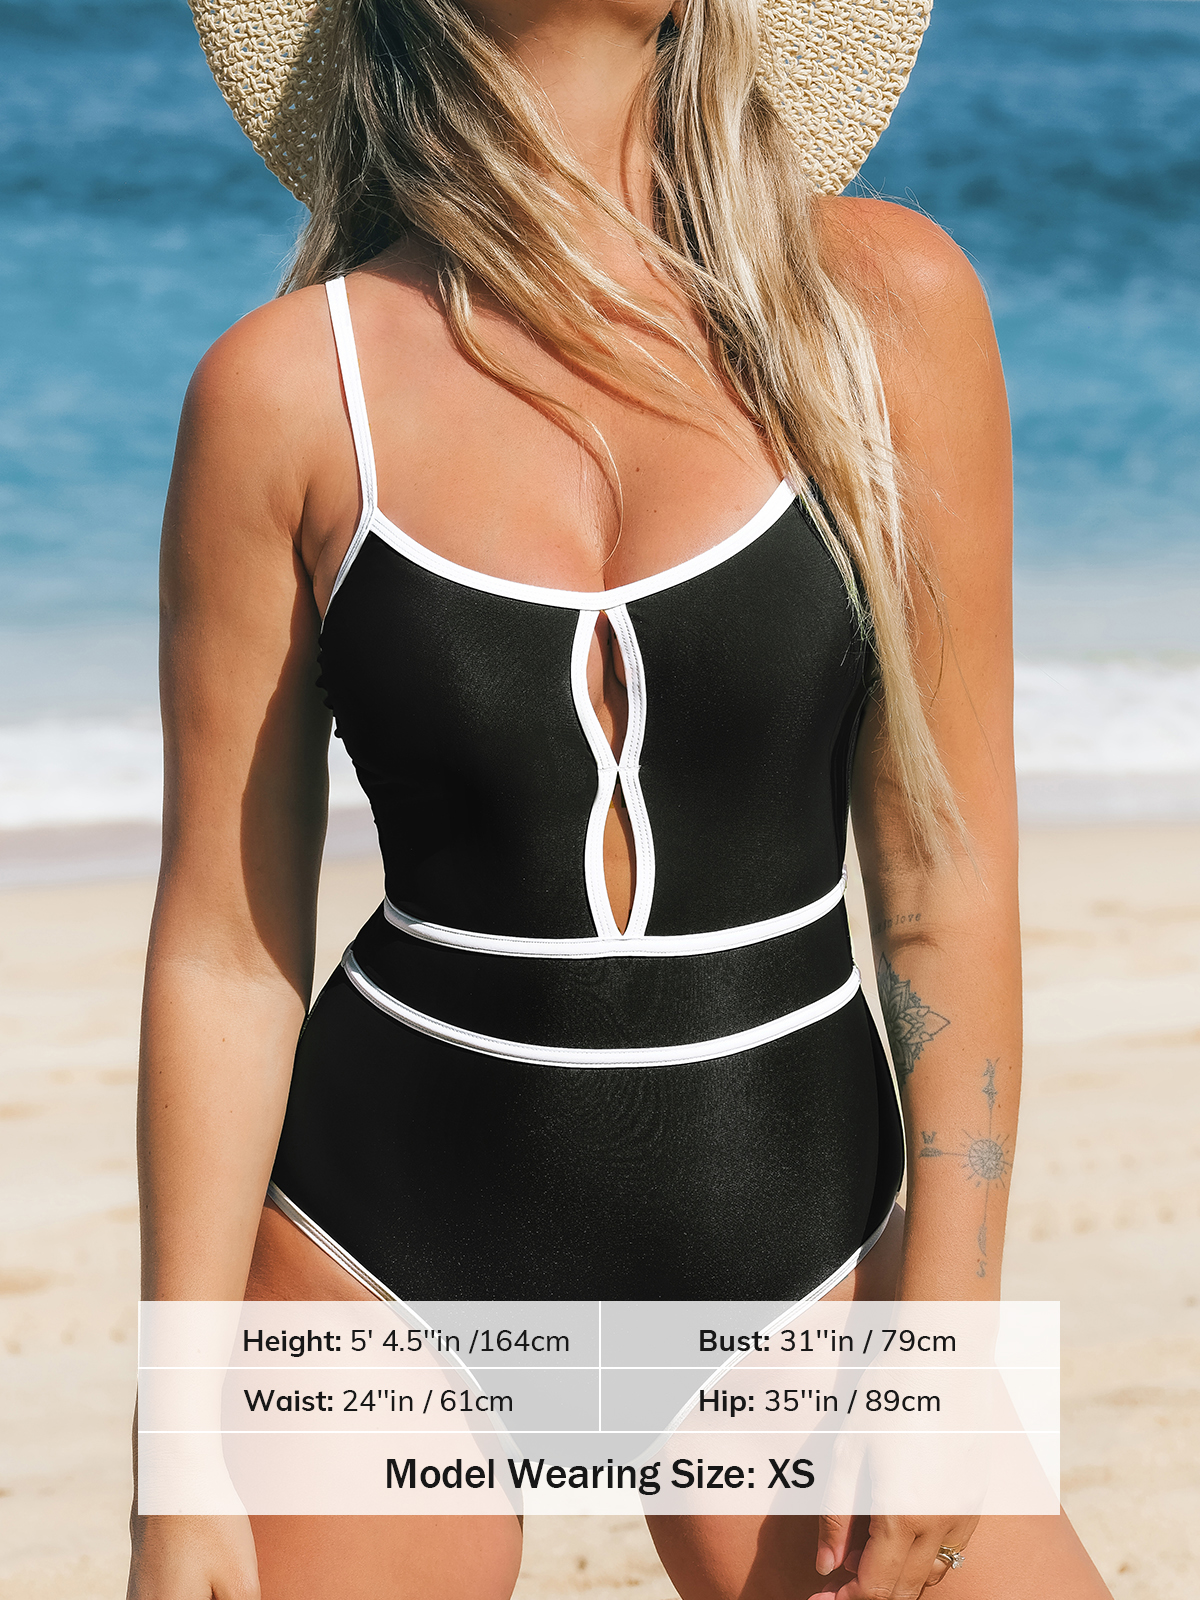 Height: 5' 4.5''in /164cm
Bust: 31''in / 79cm
Waist: 24''in / 61cm
Hip: 35''in / 89cm
Model Wearing Size: XS
love
W